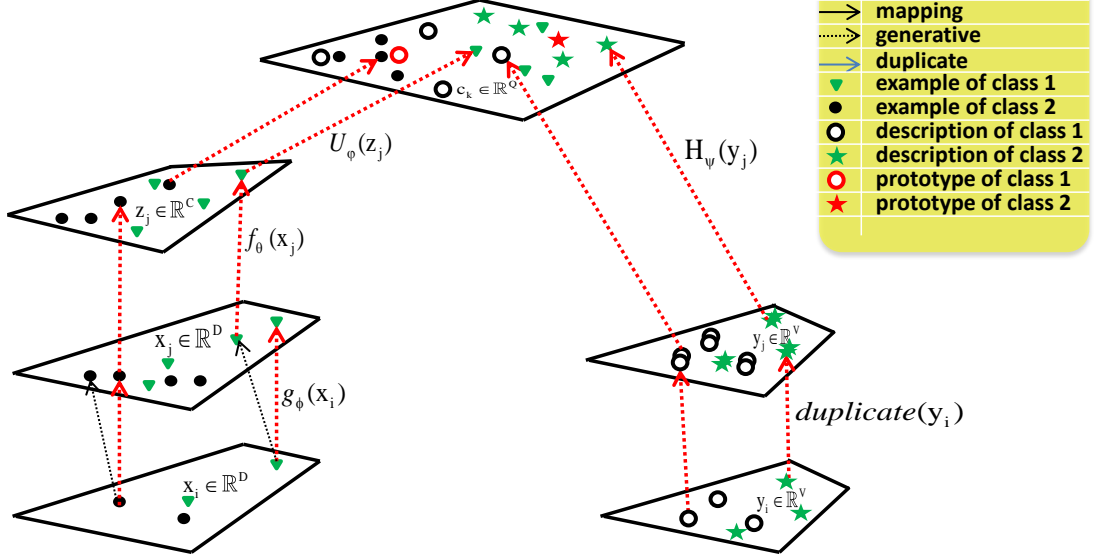 mapping
generative
duplicate
example of class 1
example of class 2
description of class 1
description of class 2
prototype of class 1
prototype of class 2
c_k ∈ ℝ^Q
U_φ(z_j)
H_ψ(y_j)
z_j ∈ ℝ^C
f_θ(x_j)
x_j ∈ ℝ^D
y_j ∈ ℝ^V
g_ϕ(x_i)
duplicate(y_i)
x_i ∈ ℝ^D
y_i ∈ ℝ^V